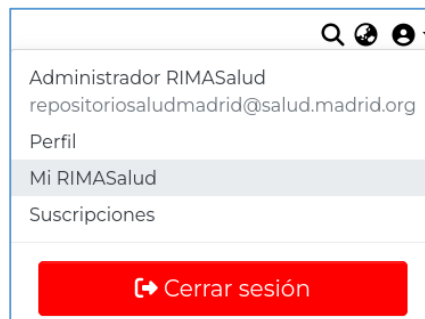 Administrador RIMASalud
repositoriosaludmadrid@salud.madrid.org
Perfil
Mi RIMASalud
Suscripciones
Cerrar sesión